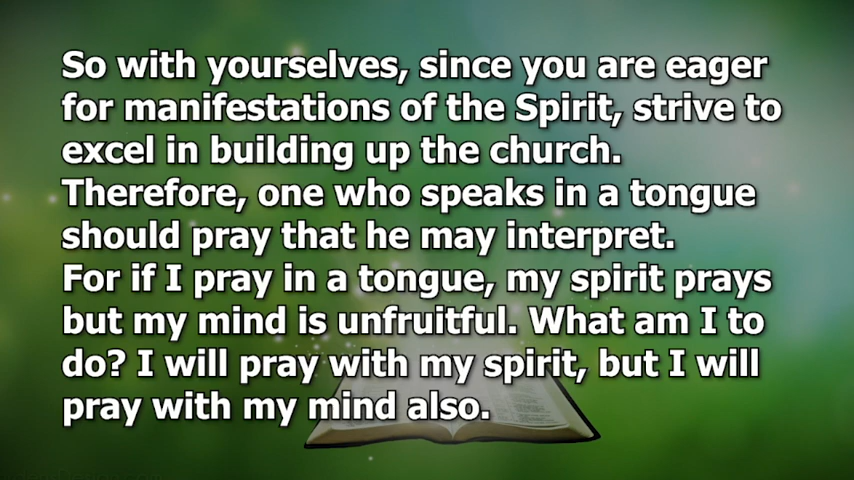 So with yourselves, since you are eager
for manifestations of the Spirit, strive to
excel in building up the church.
Therefore, one who speaks in a tongue
should pray that he may interpret.
For if I pray in a tongue, my spirit prays
but my mind is unfruitful. What am I to
do? I will pray with my spirit, but I will
pray with my mind also.